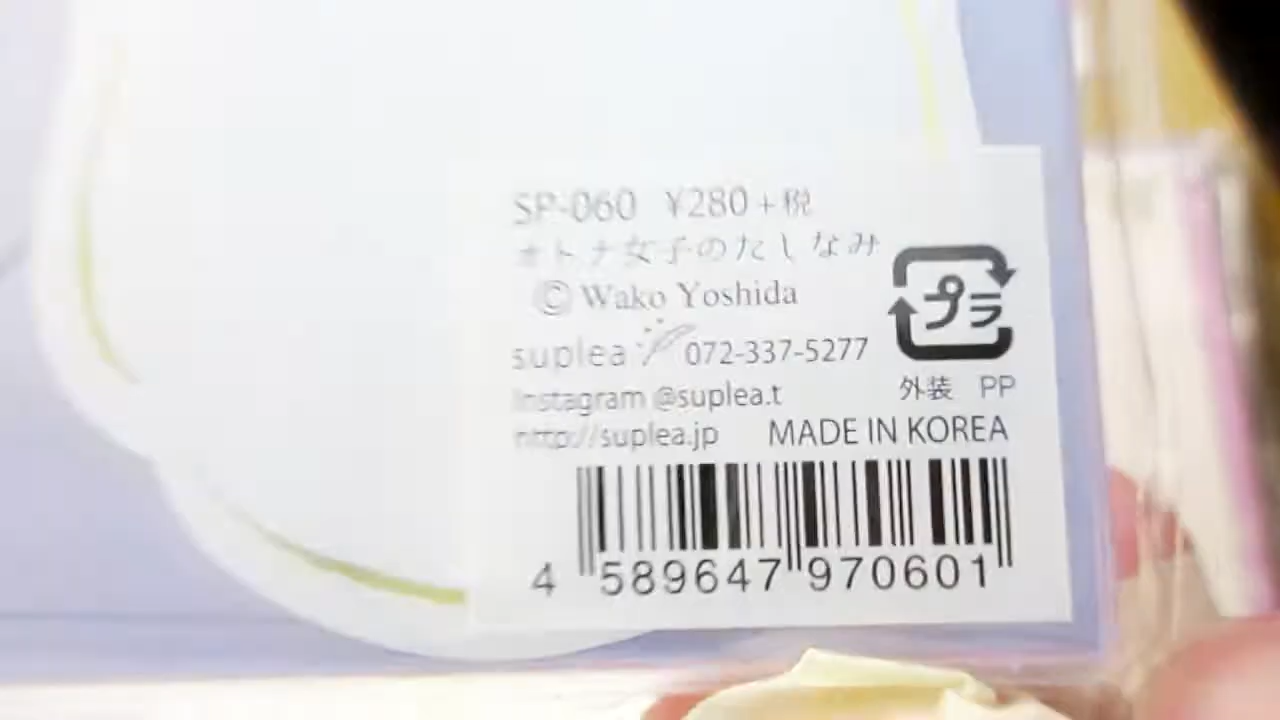 SP-060 ¥280+税
オトナ女子のたしなみ
© Wako Yoshida
suplea 072-337-5277
プラ
Instagram @suplea.t
外装 PP
http://suplea.jp MADE IN KOREA
4 589647 970601